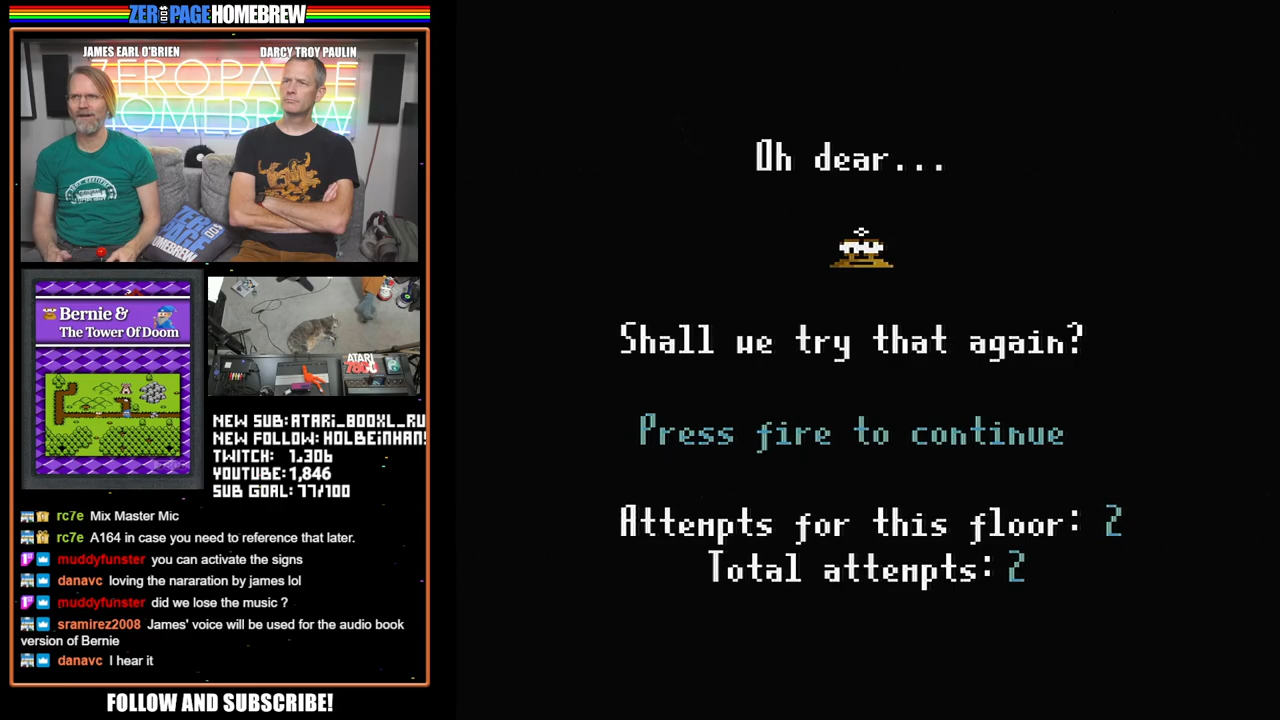 ZER PAGE HOMEBREW
JAMES EARL O'BRIEN
DARCY TROY PAULIN
ZEROPAGE
HOMEBREW
Bernie &
The Tower Of Doom
ATARI
NEW SUB: ATARI_800XL_RU
NEW FOLLOW: HOLBEINHAN
TWITCH: 1,306
YOUTUBE: 1,846
SUB GOAL: 77/100
rc7e Mix Master Mic
rc7e A164 in case you need to reference that later.
muddyfunster you can activate the signs
danavc loving the nararation by james lol
muddyfunster did we lose the music ?
sramirez2008 James' voice will be used for the audio book
version of Bernie
danavc I hear it
FOLLOW AND SUBSCRIBE!
Oh dear...
Shall we try that again?
Press fire to continue
Attempts for this floor: 2
Total attempts: 2